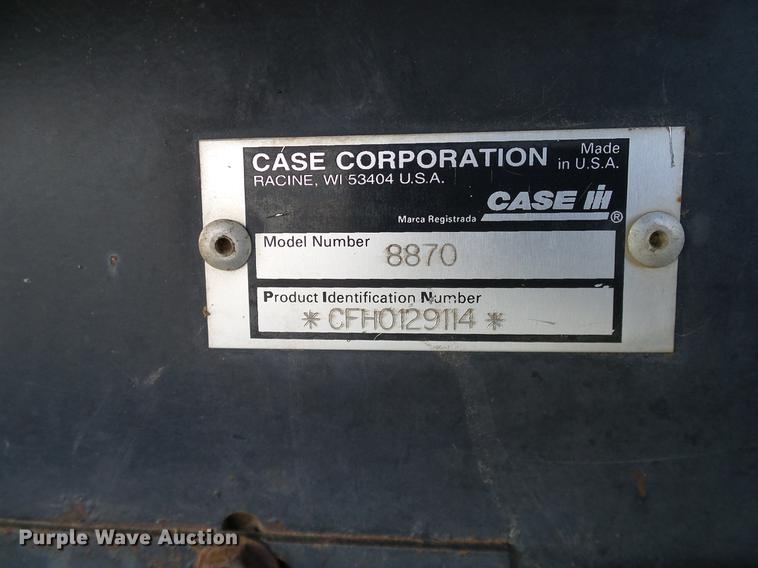 CASE CORPORATION
Made
in U.S.A.
RACINE, WI 53404 U.S.A.
Marca Registrada
CASE IH ®
Model Number
8870
Product Identification Number
* CFH0129114 *
Purple Wave Auction